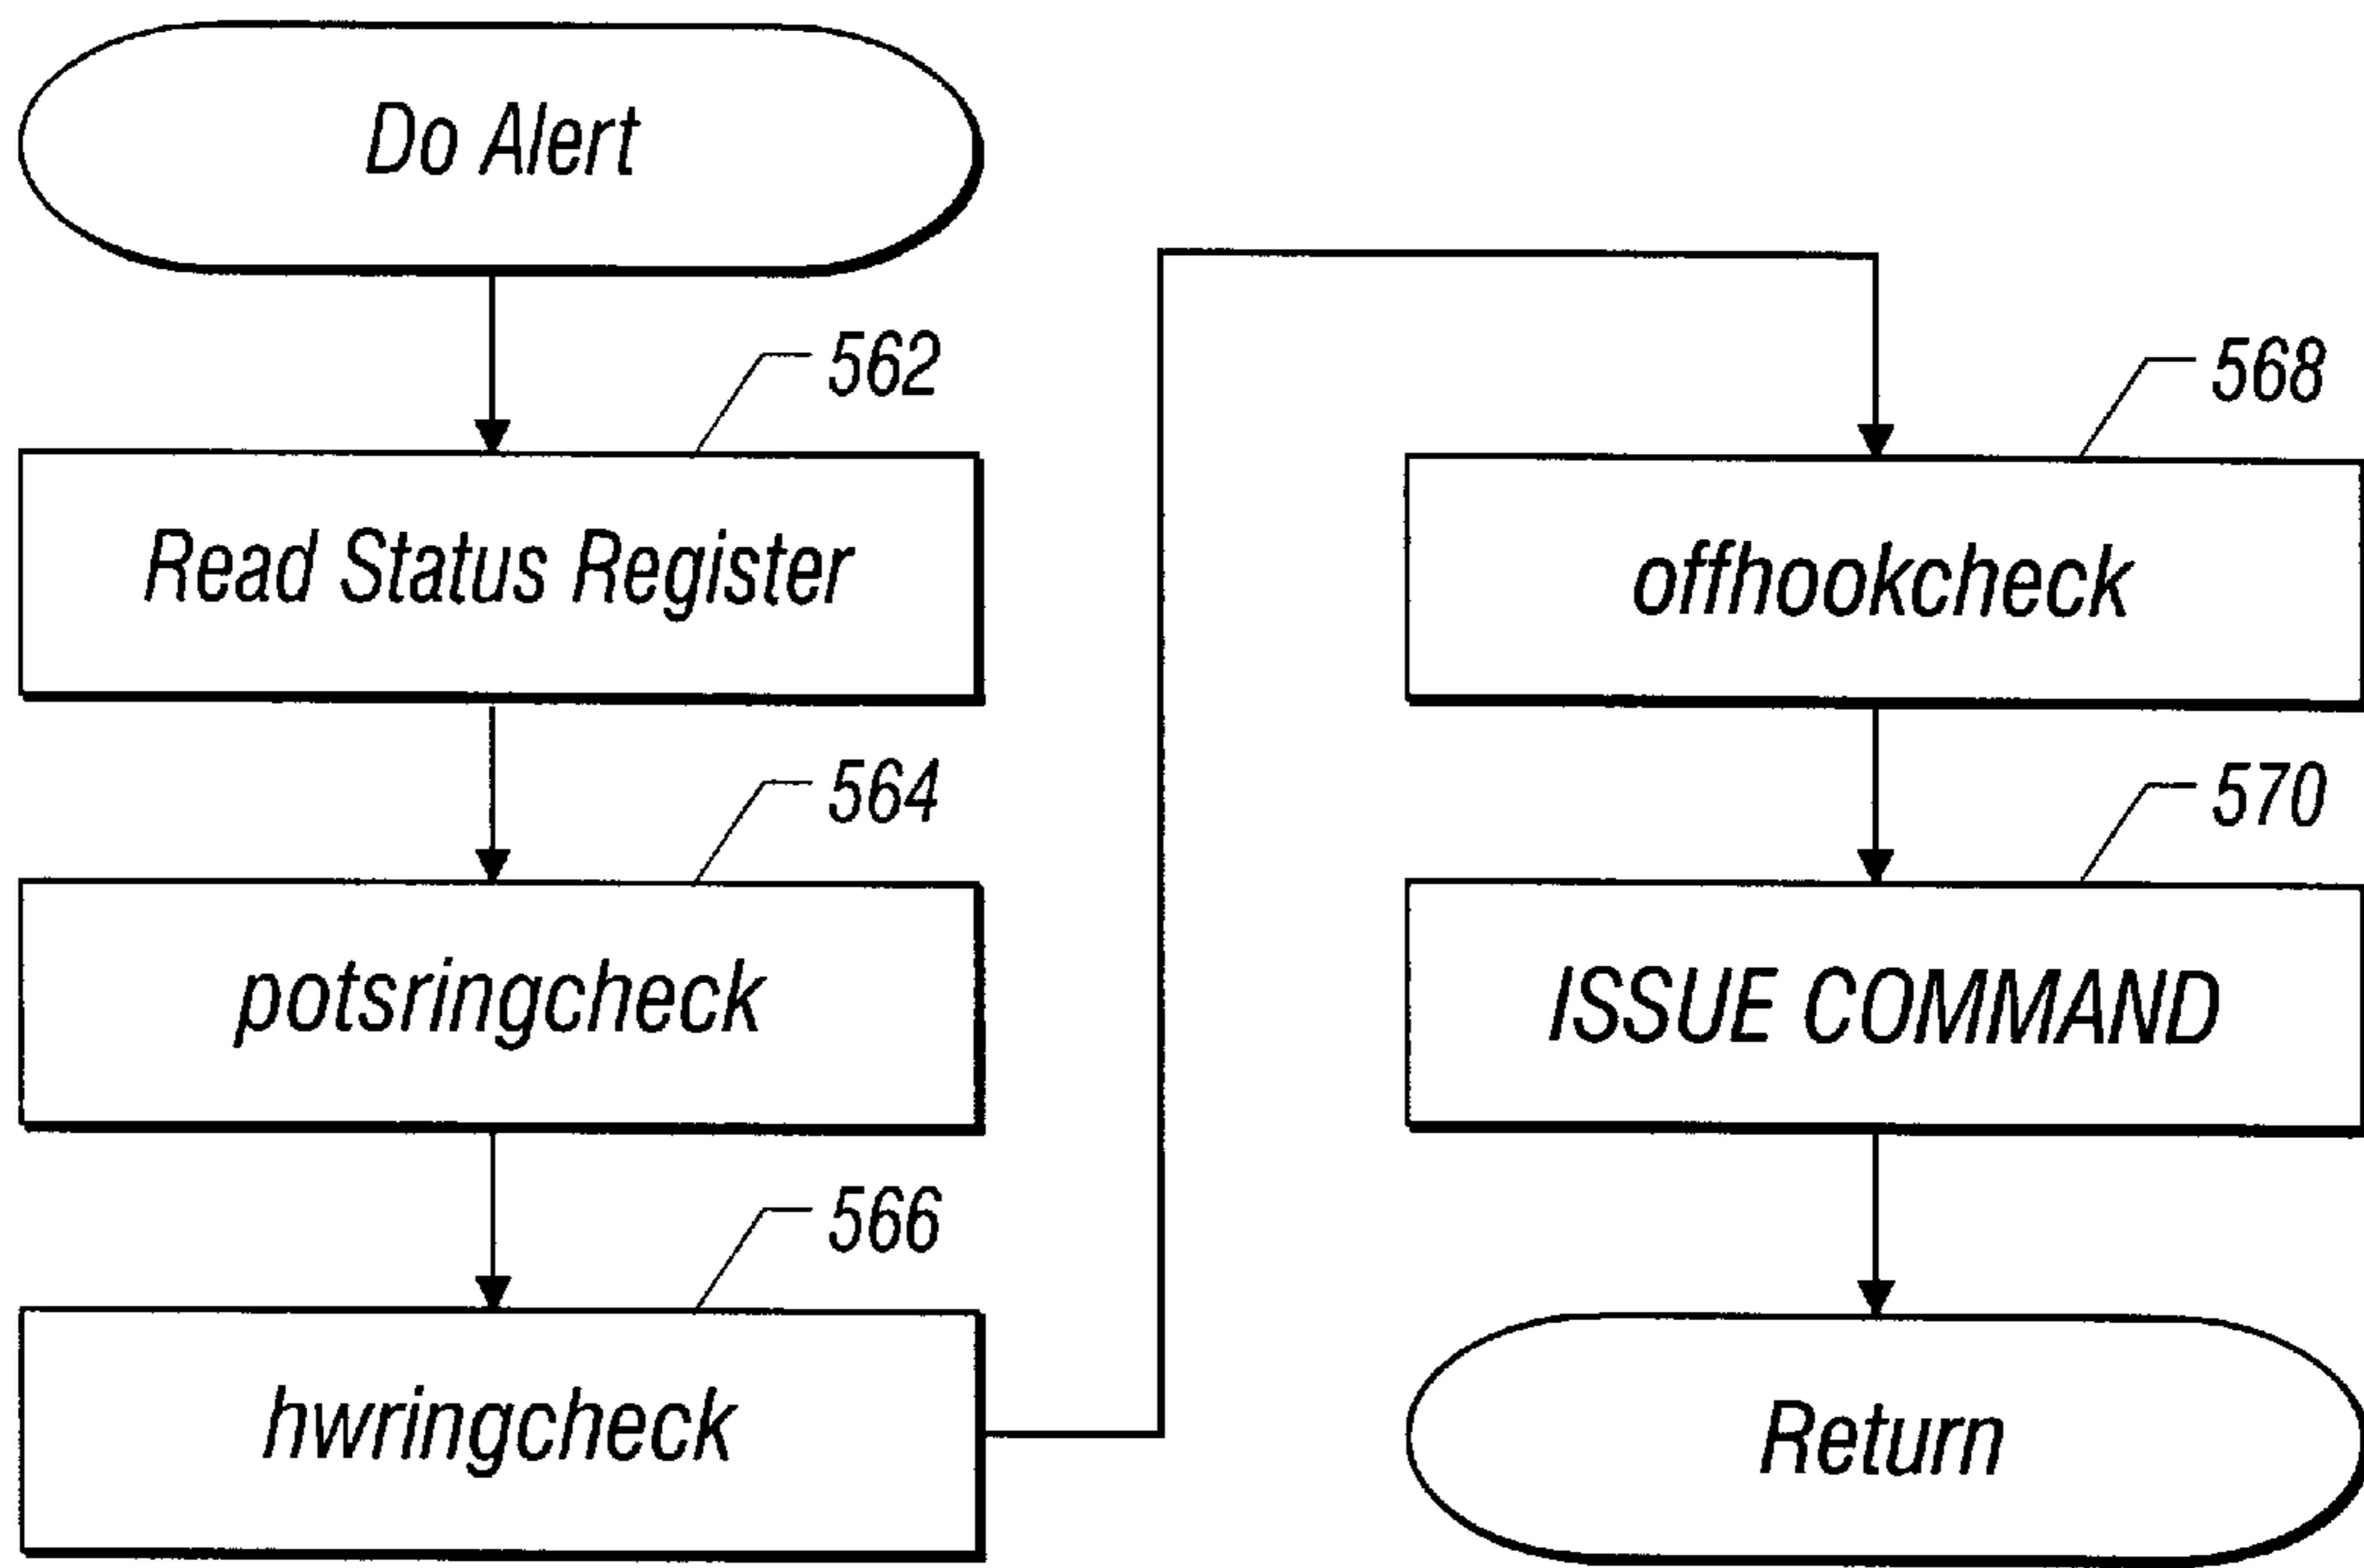 Do Alert
562
Read Status Register
564
potsringcheck
566
hwringcheck
568
offhookcheck
570
ISSUE COMMAND
Return